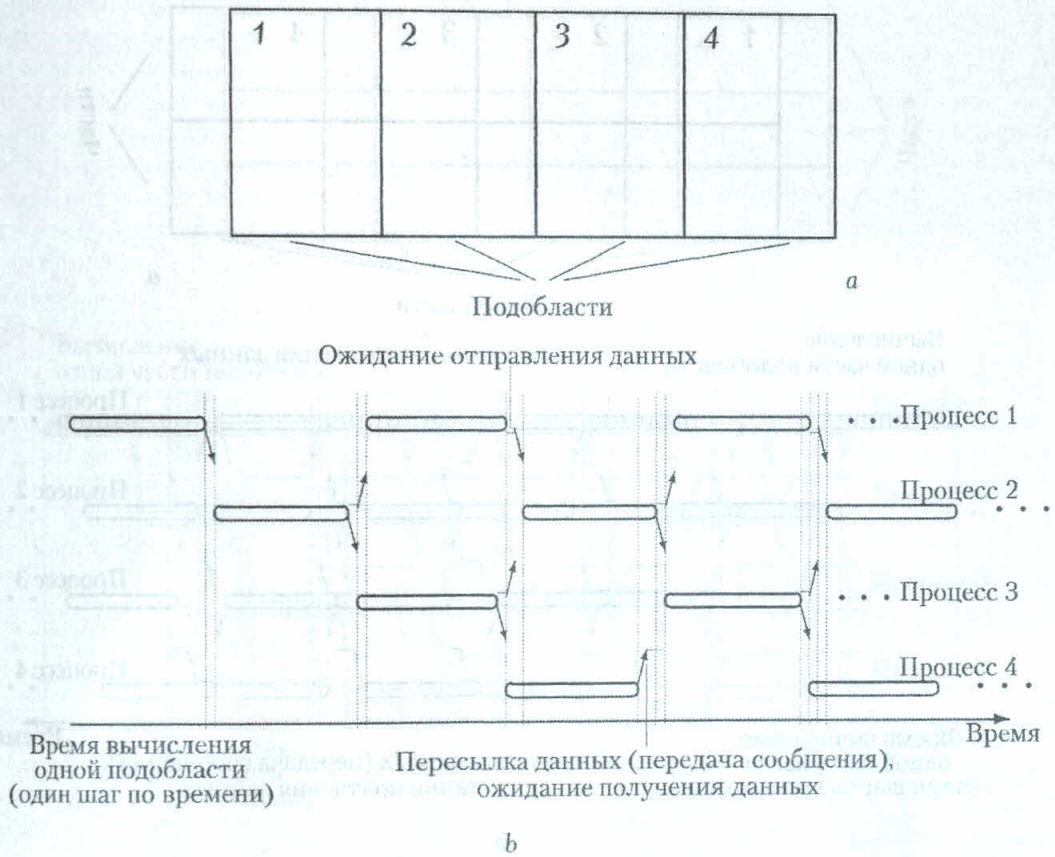 1 2 3 4
a
Подобласти
Ожидание отправления данных
Процесс 1
Процесс 2
Процесс 3
Процесс 4
Время
Время вычисления
одной подобласти
(один шаг по времени)
Пересылка данных (передача сообщения),
ожидание получения данных
b